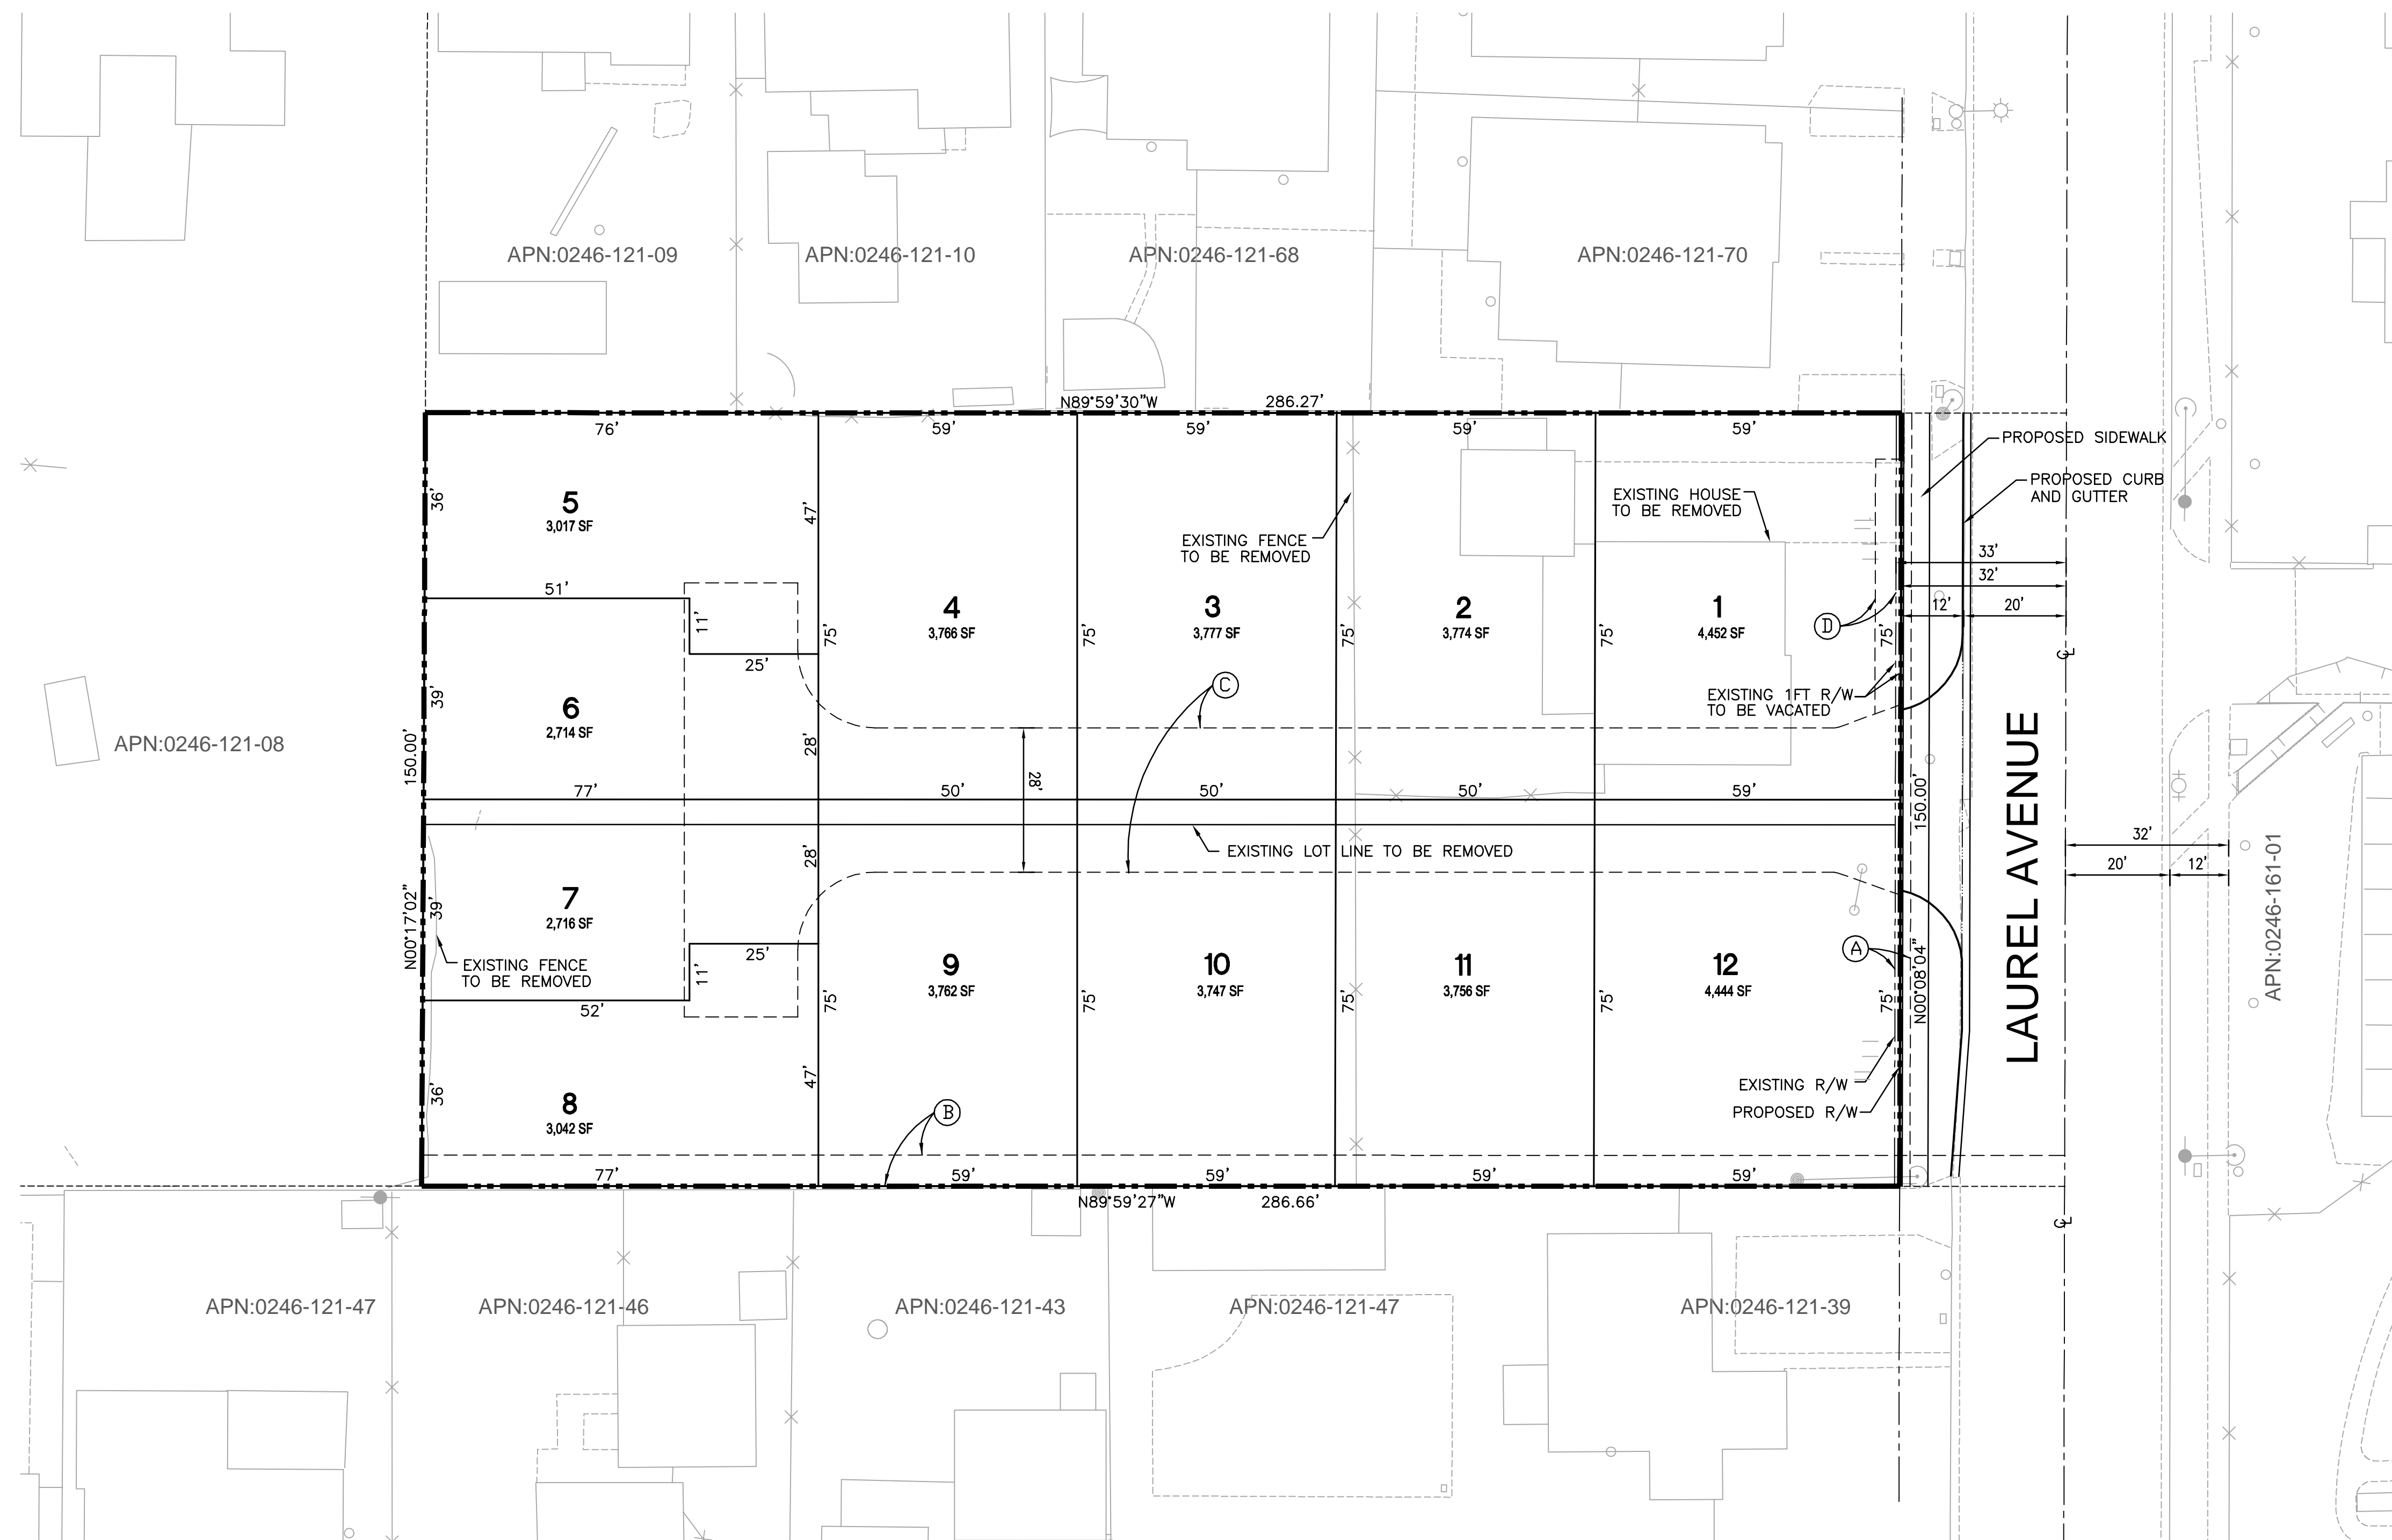 APN:0246-121-09
APN:0246-121-10
APN:0246-121-68
APN:0246-121-70
N89°59'30"W 286.27'
76'
59'
59'
59'
59'
PROPOSED SIDEWALK
PROPOSED CURB
AND GUTTER
36'
5
3,017 SF
47'
EXISTING FENCE
TO BE REMOVED
EXISTING HOUSE
TO BE REMOVED
33'
32'
12'
20'
51'
11'
25'
4
3,766 SF
75'
3
3,777 SF
75'
2
3,774 SF
75'
1
4,452 SF
75'
D
75'
CL
C
EXISTING 1FT R/W
TO BE VACATED
39'
6
2,714 SF
28'
28'
APN:0246-121-08
150.00'
N00°17'02"
77'
50'
50'
50'
59'
150.00'
N00°08'04"
LAUREL AVENUE
EXISTING LOT LINE TO BE REMOVED
32'
20'
12'
APN:0246-161-01
28'
39'
7
2,716 SF
EXISTING FENCE
TO BE REMOVED
25'
11'
52'
A
9
3,762 SF
75'
10
3,747 SF
75'
11
3,756 SF
75'
12
4,444 SF
75'
75'
EXISTING R/W
PROPOSED R/W
36'
8
3,042 SF
47'
B
77'
59'
59'
59'
59'
N89°59'27"W 286.66'
CL
APN:0246-121-47
APN:0246-121-46
APN:0246-121-43
APN:0246-121-47
APN:0246-121-39